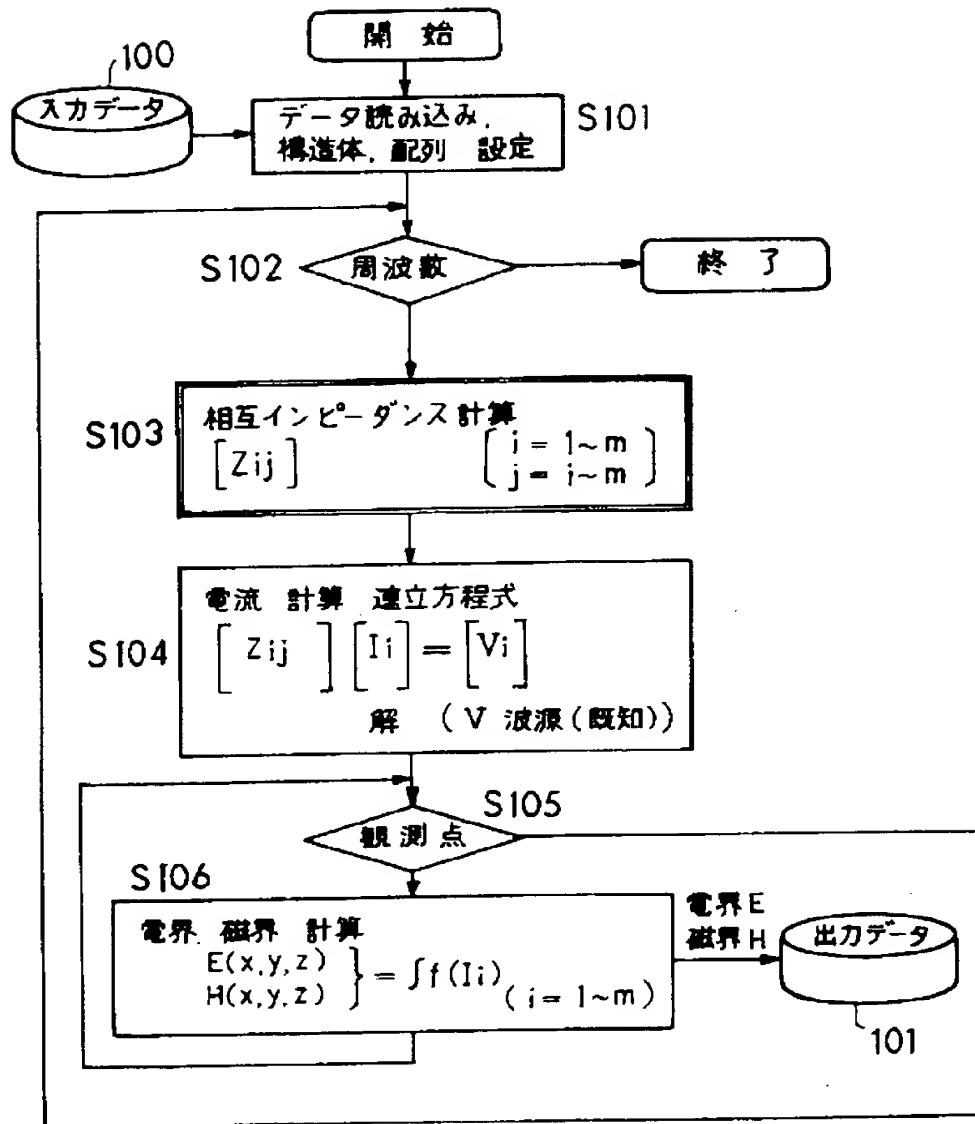 開 始
100
入力データ
データ読み込み,
構造体, 配列 設定
S101
S102
周波数
終 了
S103
相互インピーダンス計算
[Zij] ( i = 1~m
j = i~m )
電流 計算 連立方程式
S104
[ Zij ] [Ii] = [Vi]
解 (V 波源(既知))
S105
観測点
S106
電界 磁界 計算
E(x,y,z)
H(x,y,z) } = ∫f(Ii) ( i = 1~m)
電界 E
磁界 H
出力データ
101